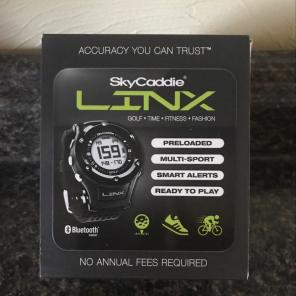 ACCURACY YOU CAN TRUST™
SkyCaddie®
LINX
GOLF • TIME • FITNESS • FASHION
PRELOADED
MULTI-SPORT
SMART ALERTS
READY TO PLAY
159
LINX
Bluetooth®
NO ANNUAL FEES REQUIRED